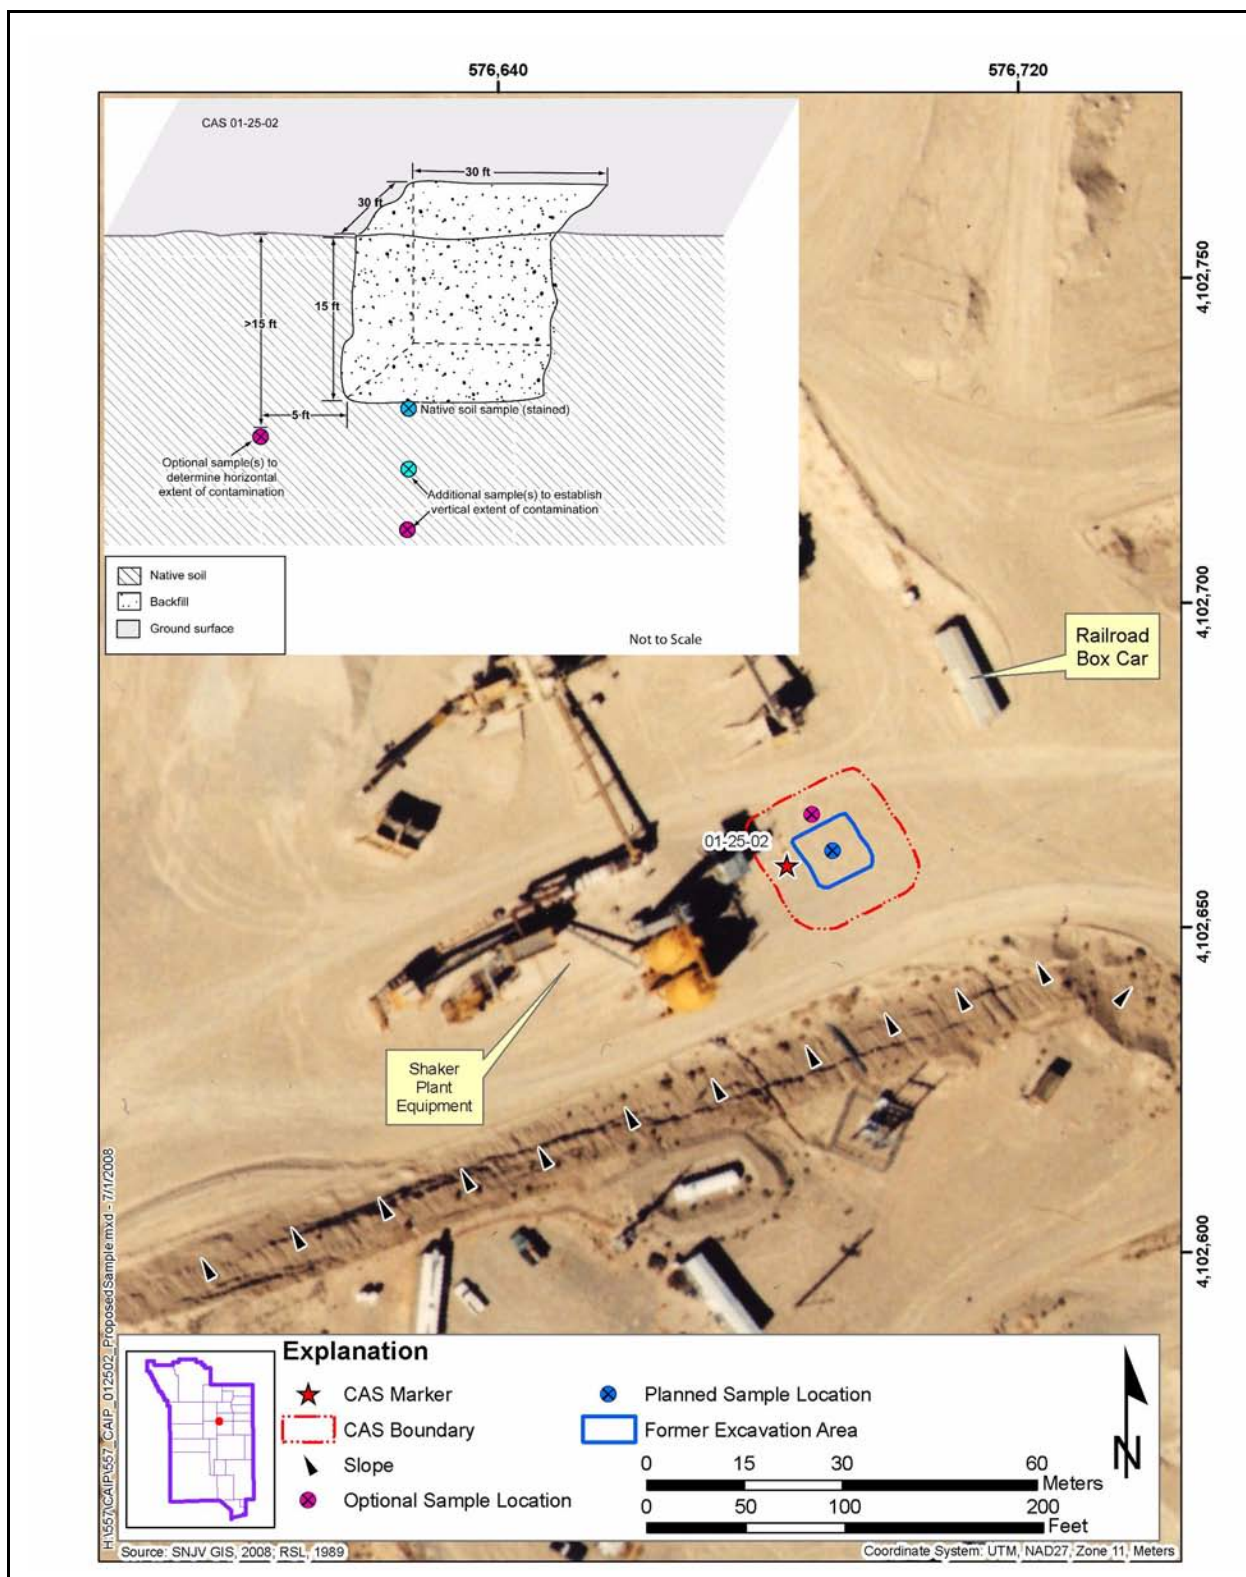 576,640
576,720
CAS 01-25-02
30 ft
30 ft
>15 ft
15 ft
5 ft
Native soil sample (stained)
Optional sample(s) to
determine horizontal
extent of contamination
Additional sample(s) to establish
vertical extent of contamination
Native soil
Backfill
Ground surface
Not to Scale
4,102,750
4,102,700
4,102,650
4,102,600
Railroad
Box Car
01-25-02
Shaker
Plant
Equipment
H:\557\CAIP\557_CAIP_012502_ProposedSample.mxd - 7/1/2008
Explanation
CAS Marker
CAS Boundary
Slope
Optional Sample Location
Planned Sample Location
Former Excavation Area
0 15 30 60
Meters
0 50 100 200
Feet
N
Source: SNJV GIS, 2008; RSL, 1989
Coordinate System: UTM, NAD27, Zone 11, Meters